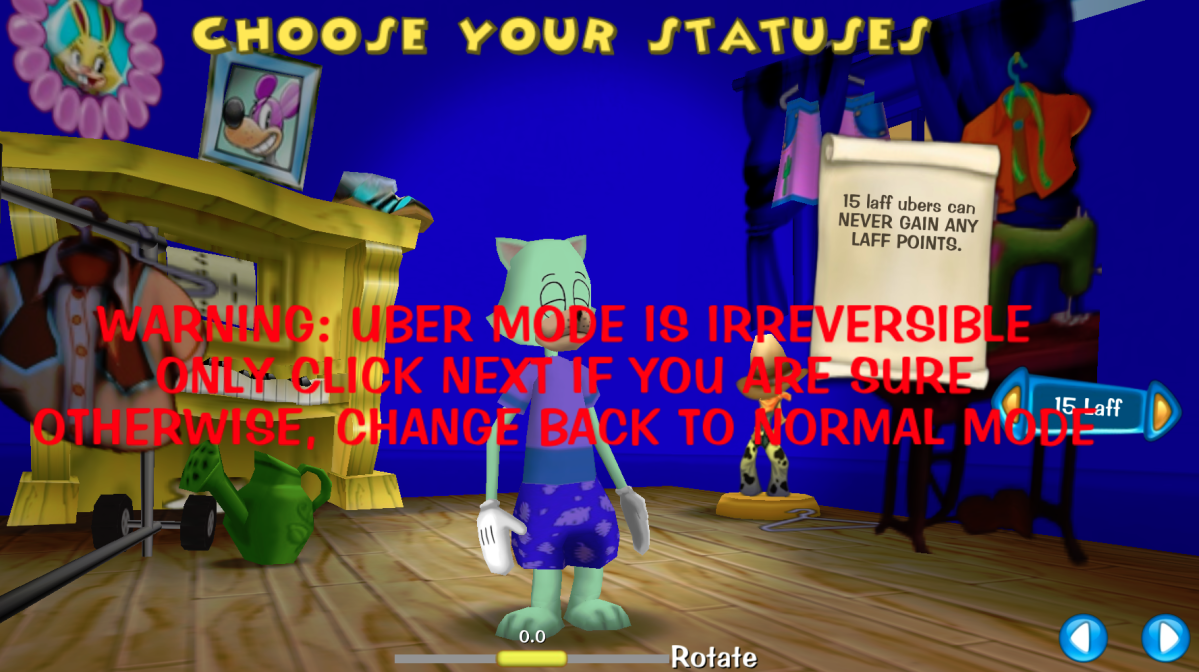 CHOOSE YOUR STATUSES
15 laff ubers can
NEVER GAIN ANY
LAFF POINTS.
WARNING: UBER MODE IS IRREVERSIBLE
ONLY CLICK NEXT IF YOU ARE SURE
OTHERWISE, CHANGE BACK TO NORMAL MODE
15 Laff
0.0
Rotate